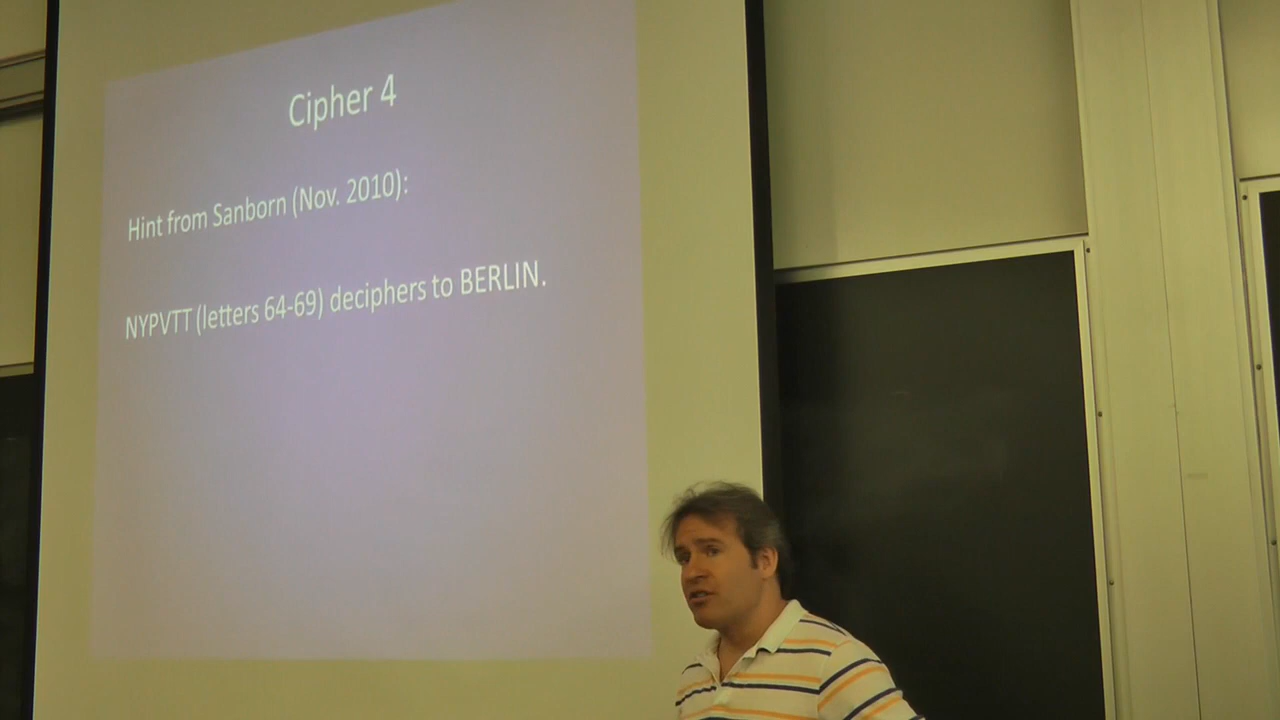 Cipher 4
Hint from Sanborn (Nov. 2010):
NYPVTT (letters 64-69) deciphers to BERLIN.